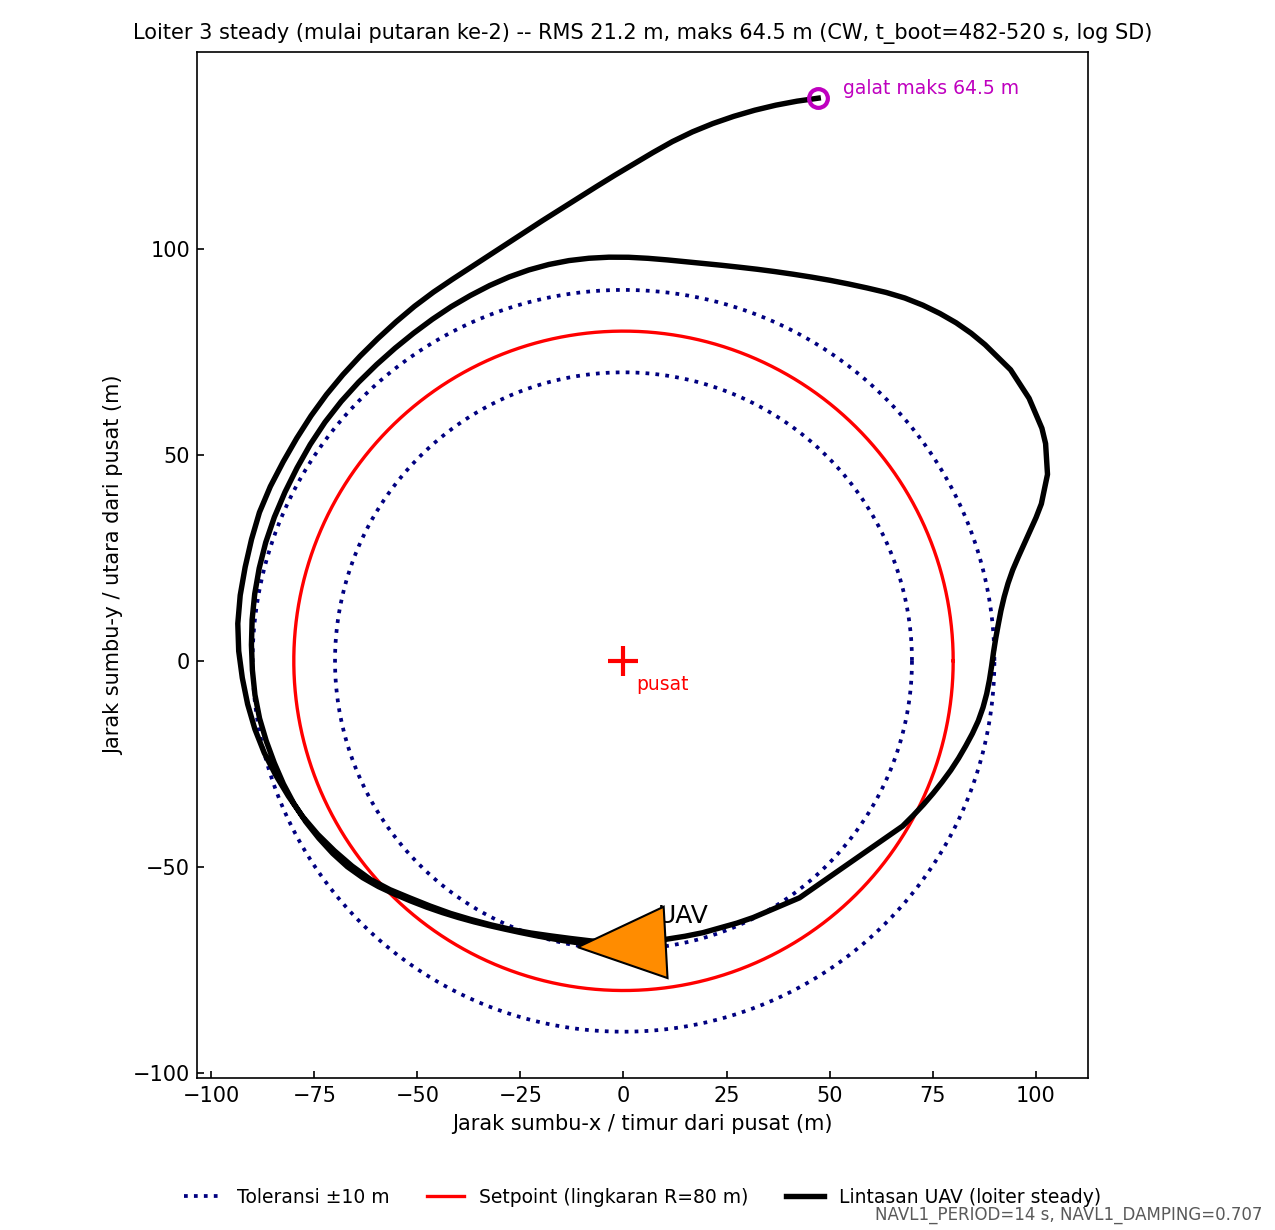 Loiter 3 steady (mulai putaran ke-2) -- RMS 21.2 m, maks 64.5 m (CW, t_boot=482-520 s, log SD)
galat maks 64.5 m
Jarak sumbu-y / utara dari pusat (m)
100
50
0
−50
−100
pusat
UAV
−100 −75 −50 −25 0 25 50 75 100
Jarak sumbu-x / timur dari pusat (m)
Toleransi ±10 m Setpoint (lingkaran R=80 m) Lintasan UAV (loiter steady)
NAVL1_PERIOD=14 s, NAVL1_DAMPING=0.707